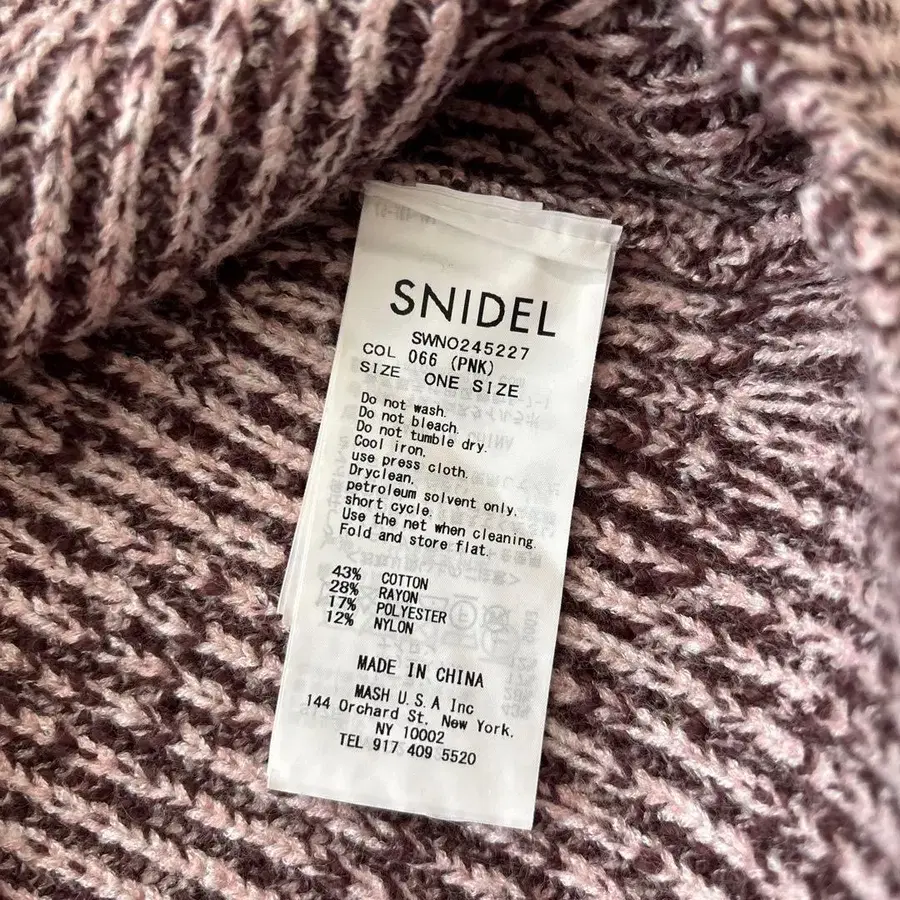 SNIDEL
SWNO245227
COL 066 (PNK)
SIZE ONE SIZE
Do not wash.
Do not bleach.
Do not tumble dry.
Cool iron.
use press cloth.
Dryclean.
petroleum solvent only.
short cycle.
Use the net when cleaning.
Fold and store flat.
43% COTTON
28% RAYON
17% POLYESTER
12% NYLON
MADE IN CHINA
MASH U.S.A Inc
144 Orchard St. New York.
NY 10002
TEL 917 409 5520